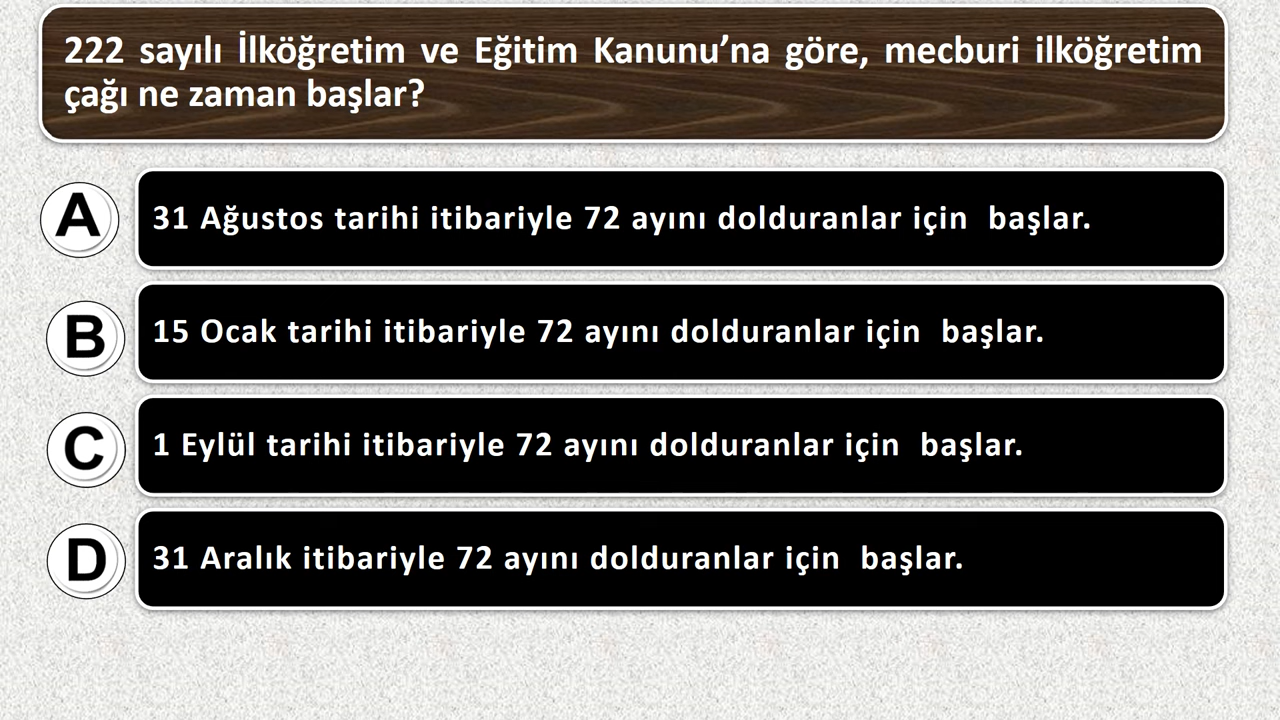 222 sayılı İlköğretim ve Eğitim Kanunu’na göre, mecburi ilköğretim
çağı ne zaman başlar?
A
31 Ağustos tarihi itibariyle 72 ayını dolduranlar için başlar.
B
15 Ocak tarihi itibariyle 72 ayını dolduranlar için başlar.
C
1 Eylül tarihi itibariyle 72 ayını dolduranlar için başlar.
D
31 Aralık itibariyle 72 ayını dolduranlar için başlar.